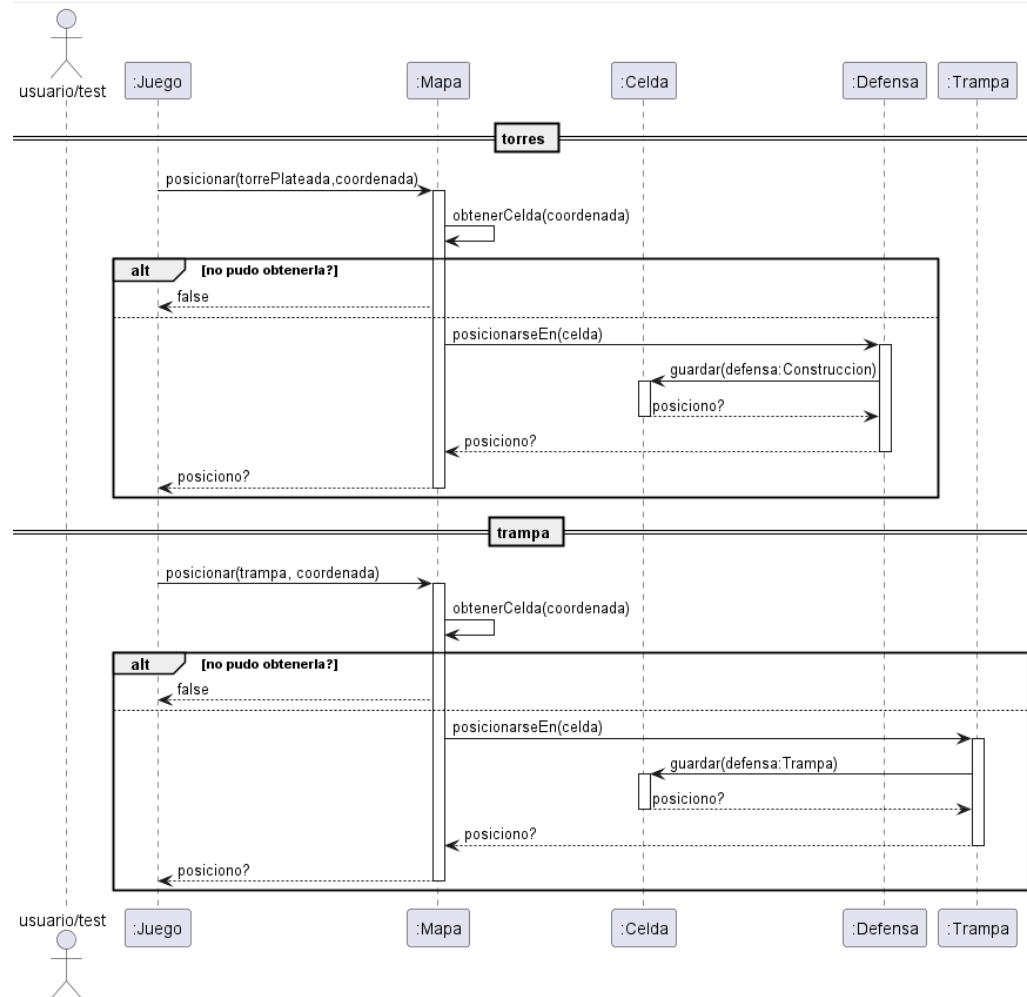 usuario/test
:Juego
:Mapa
:Celda
:Defensa
:Trampa
torres
posicionar(torrePlateada,coordenada)
obtenerCelda(coordenada)
alt
[no pudo obtenerla?]
false
posicionarseEn(celda)
guardar(defensa:Construccion)
posiciono?
posiciono?
posiciono?
trampa
posicionar(trampa, coordenada)
obtenerCelda(coordenada)
alt
[no pudo obtenerla?]
false
posicionarseEn(celda)
guardar(defensa:Trampa)
posiciono?
posiciono?
posiciono?
usuario/test
:Juego
:Mapa
:Celda
:Defensa
:Trampa